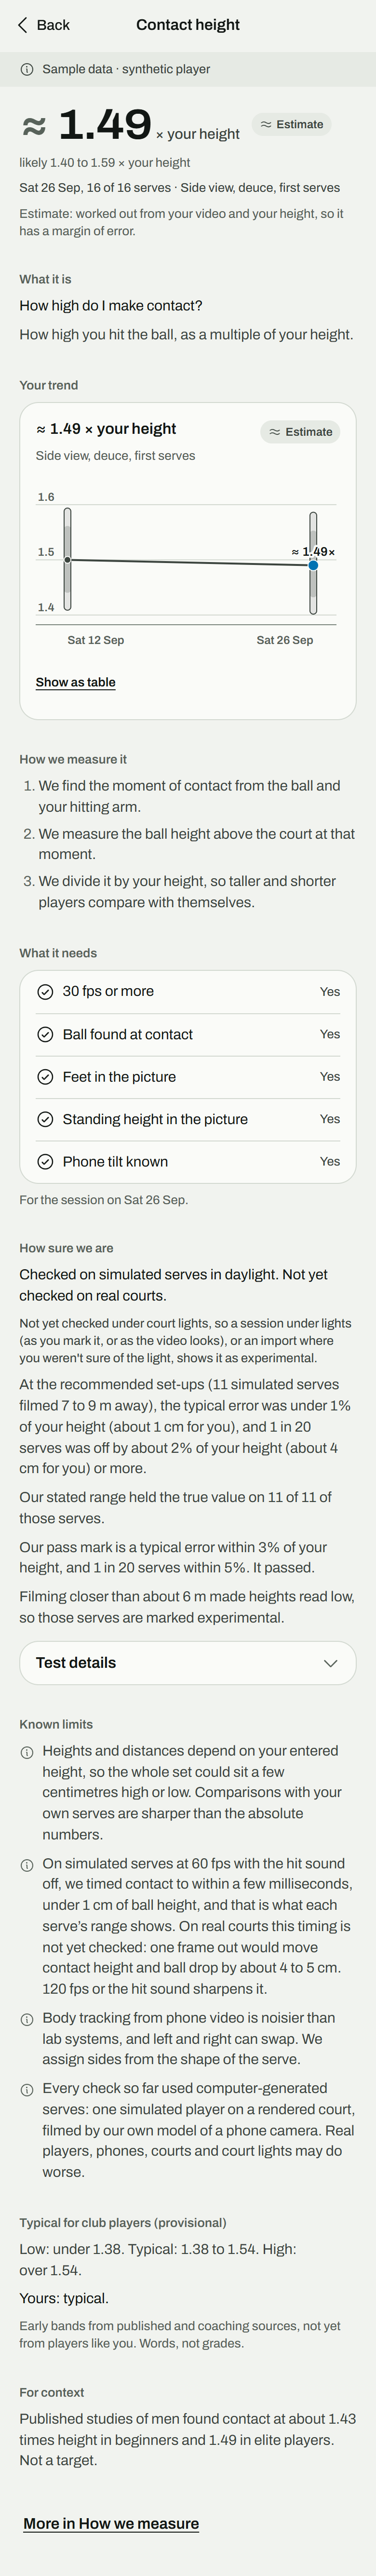 Back
Contact height
Sample data · synthetic player
≈ 1.49 × your height
≈ Estimate
likely 1.40 to 1.59 × your height
Sat 26 Sep, 16 of 16 serves · Side view, deuce, first serves
Estimate: worked out from your video and your height, so it
has a margin of error.
What it is
How high do I make contact?
How high you hit the ball, as a multiple of your height.
Your trend
≈ 1.49 × your height
≈ Estimate
Side view, deuce, first serves
1.6
1.5
≈ 1.49×
1.4
Sat 12 Sep
Sat 26 Sep
Show as table
How we measure it
1. We find the moment of contact from the ball and
your hitting arm.
2. We measure the ball height above the court at that
moment.
3. We divide it by your height, so taller and shorter
players compare with themselves.
What it needs
30 fps or more Yes
Ball found at contact Yes
Feet in the picture Yes
Standing height in the picture Yes
Phone tilt known Yes
For the session on Sat 26 Sep.
How sure we are
Checked on simulated serves in daylight. Not yet
checked on real courts.
Not yet checked under court lights, so a session under lights
(as you mark it, or as the video looks), or an import where
you weren't sure of the light, shows it as experimental.
At the recommended set-ups (11 simulated serves
filmed 7 to 9 m away), the typical error was under 1%
of your height (about 1 cm for you), and 1 in 20
serves was off by about 2% of your height (about 4
cm for you) or more.
Our stated range held the true value on 11 of 11 of
those serves.
Our pass mark is a typical error within 3% of your
height, and 1 in 20 serves within 5%. It passed.
Filming closer than about 6 m made heights read low,
so those serves are marked experimental.
Test details
Known limits
Heights and distances depend on your entered
height, so the whole set could sit a few
centimetres high or low. Comparisons with your
own serves are sharper than the absolute
numbers.
On simulated serves at 60 fps with the hit sound
off, we timed contact to within a few milliseconds,
under 1 cm of ball height, and that is what each
serve's range shows. On real courts this timing is
not yet checked: one frame out would move
contact height and ball drop by about 4 to 5 cm.
120 fps or the hit sound sharpens it.
Body tracking from phone video is noisier than
lab systems, and left and right can swap. We
assign sides from the shape of the serve.
Every check so far used computer-generated
serves: one simulated player on a rendered court,
filmed by our own model of a phone camera. Real
players, phones, courts and court lights may do
worse.
Typical for club players (provisional)
Low: under 1.38. Typical: 1.38 to 1.54. High:
over 1.54.
Yours: typical.
Early bands from published and coaching sources, not yet
from players like you. Words, not grades.
For context
Published studies of men found contact at about 1.43
times height in beginners and 1.49 in elite players.
Not a target.
More in How we measure